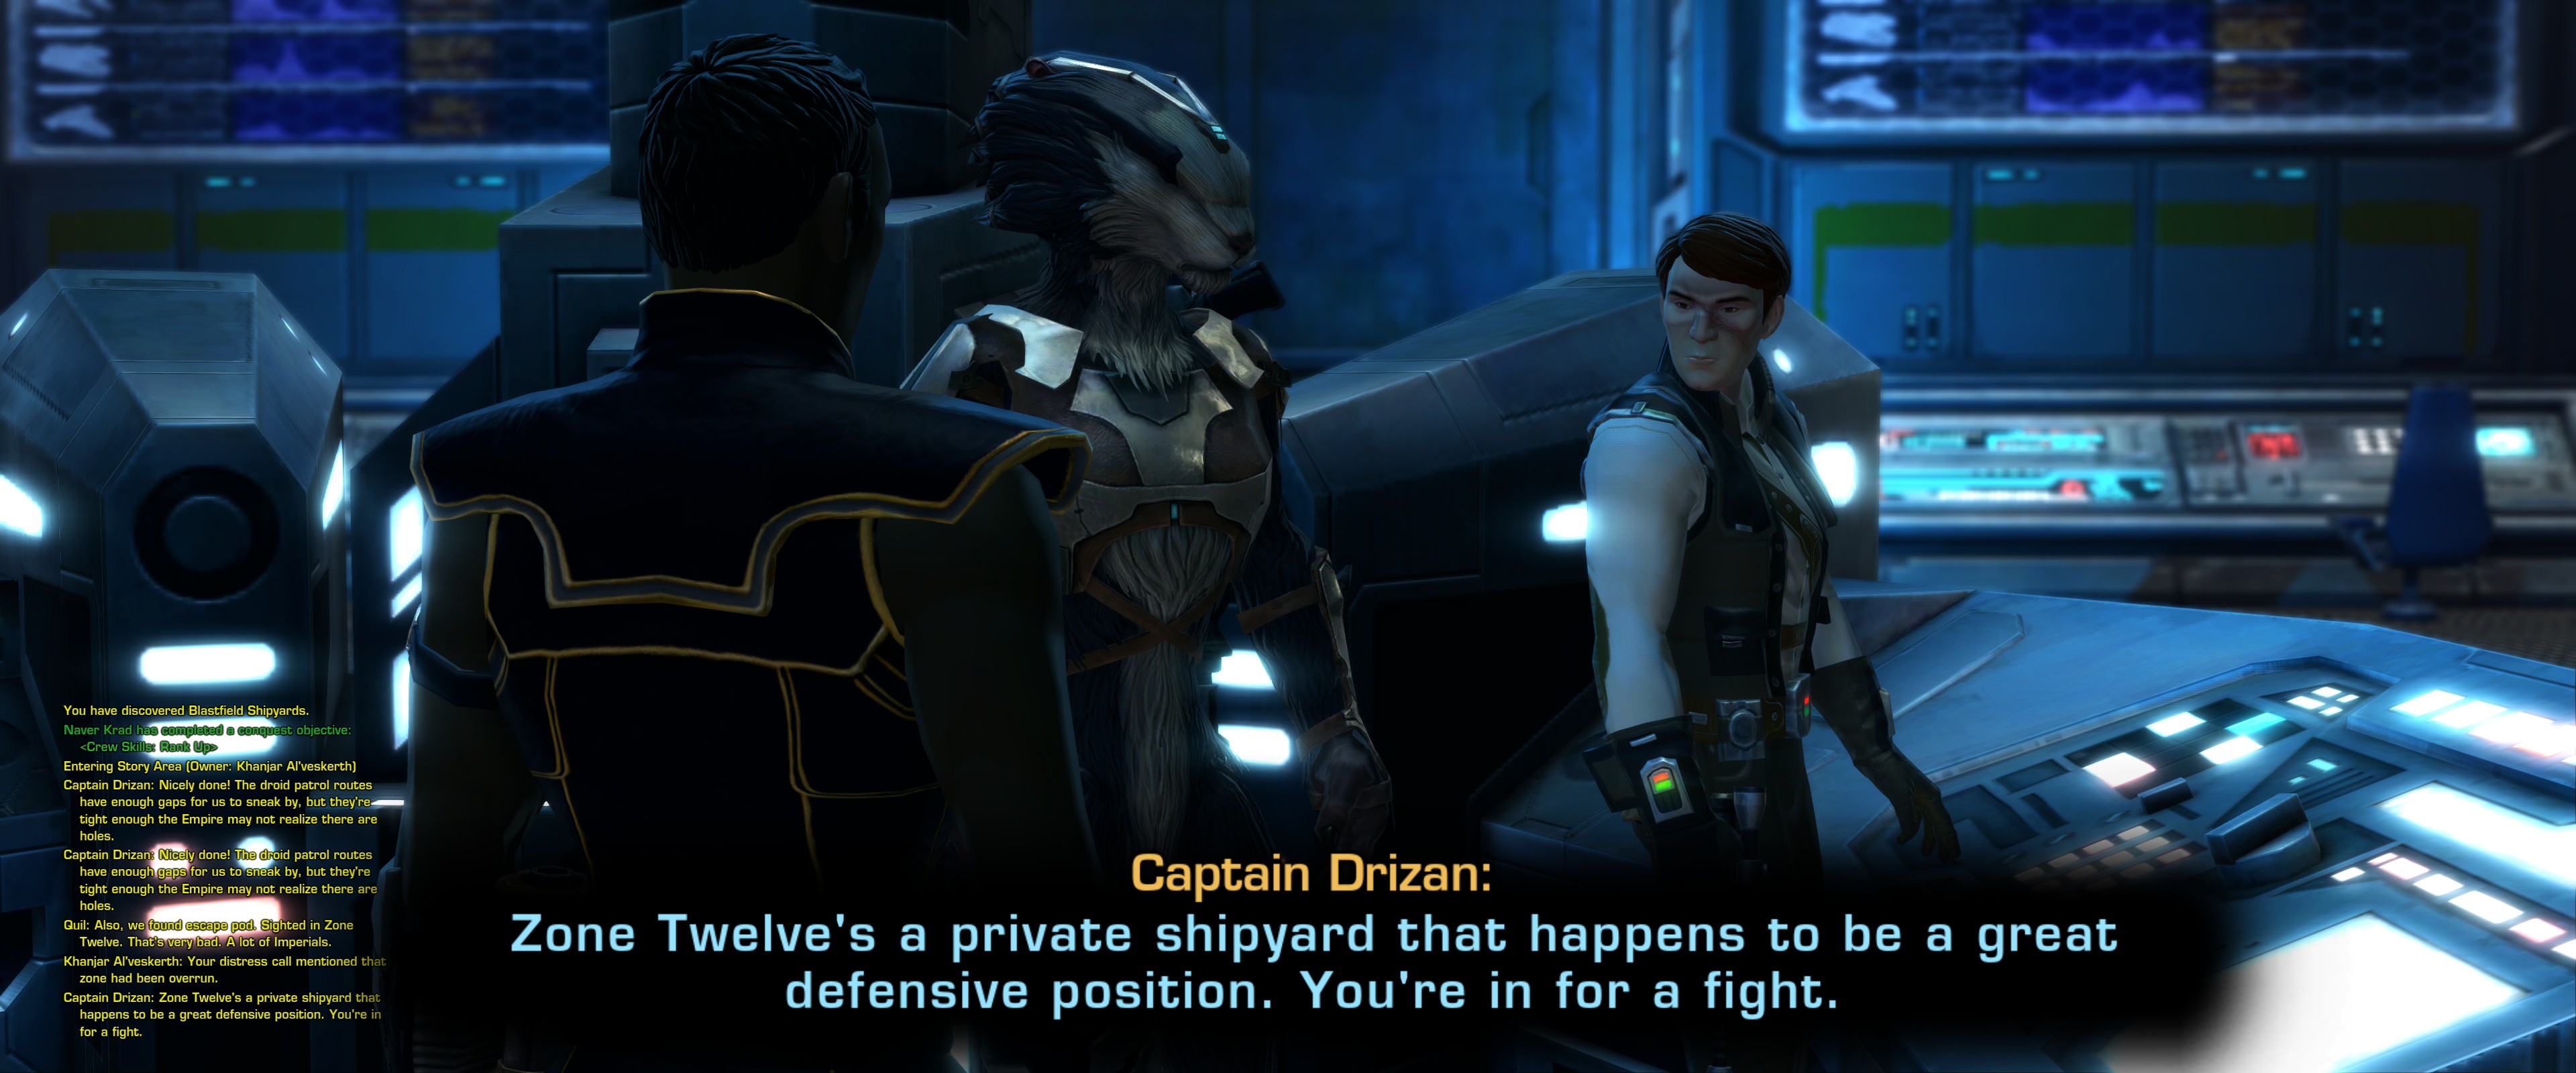 You have discovered Blastfield Shipyards.
Naver Krad has completed a conquest objective:
<Crew Skills: Rank Up>
Entering Story Area (Owner: Khanjar Al'veskerth)
Captain Drizan: Nicely done! The droid patrol routes
have enough gaps for us to sneak by, but they're
tight enough the Empire may not realize there are
holes.
Captain Drizan: Nicely done! The droid patrol routes
have enough gaps for us to sneak by, but they're
tight enough the Empire may not realize there are
holes.
Quil: Also, we found escape pod. Sighted in Zone
Twelve. That's very bad. A lot of Imperials.
Khanjar Al'veskerth: Your distress call mentioned that
zone had been overrun.
Captain Drizan: Zone Twelve's a private shipyard that
happens to be a great defensive position. You're in
for a fight.
Captain Drizan:
Zone Twelve's a private shipyard that happens to be a great
defensive position. You're in for a fight.